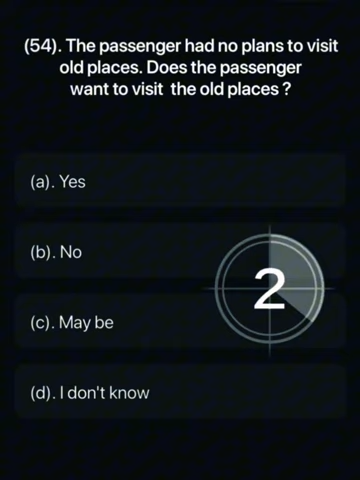 (54). The passenger had no plans to visit
old places. Does the passenger
want to visit the old places ?
(a). Yes
(b). No
2
(c). May be
(d). I don't know